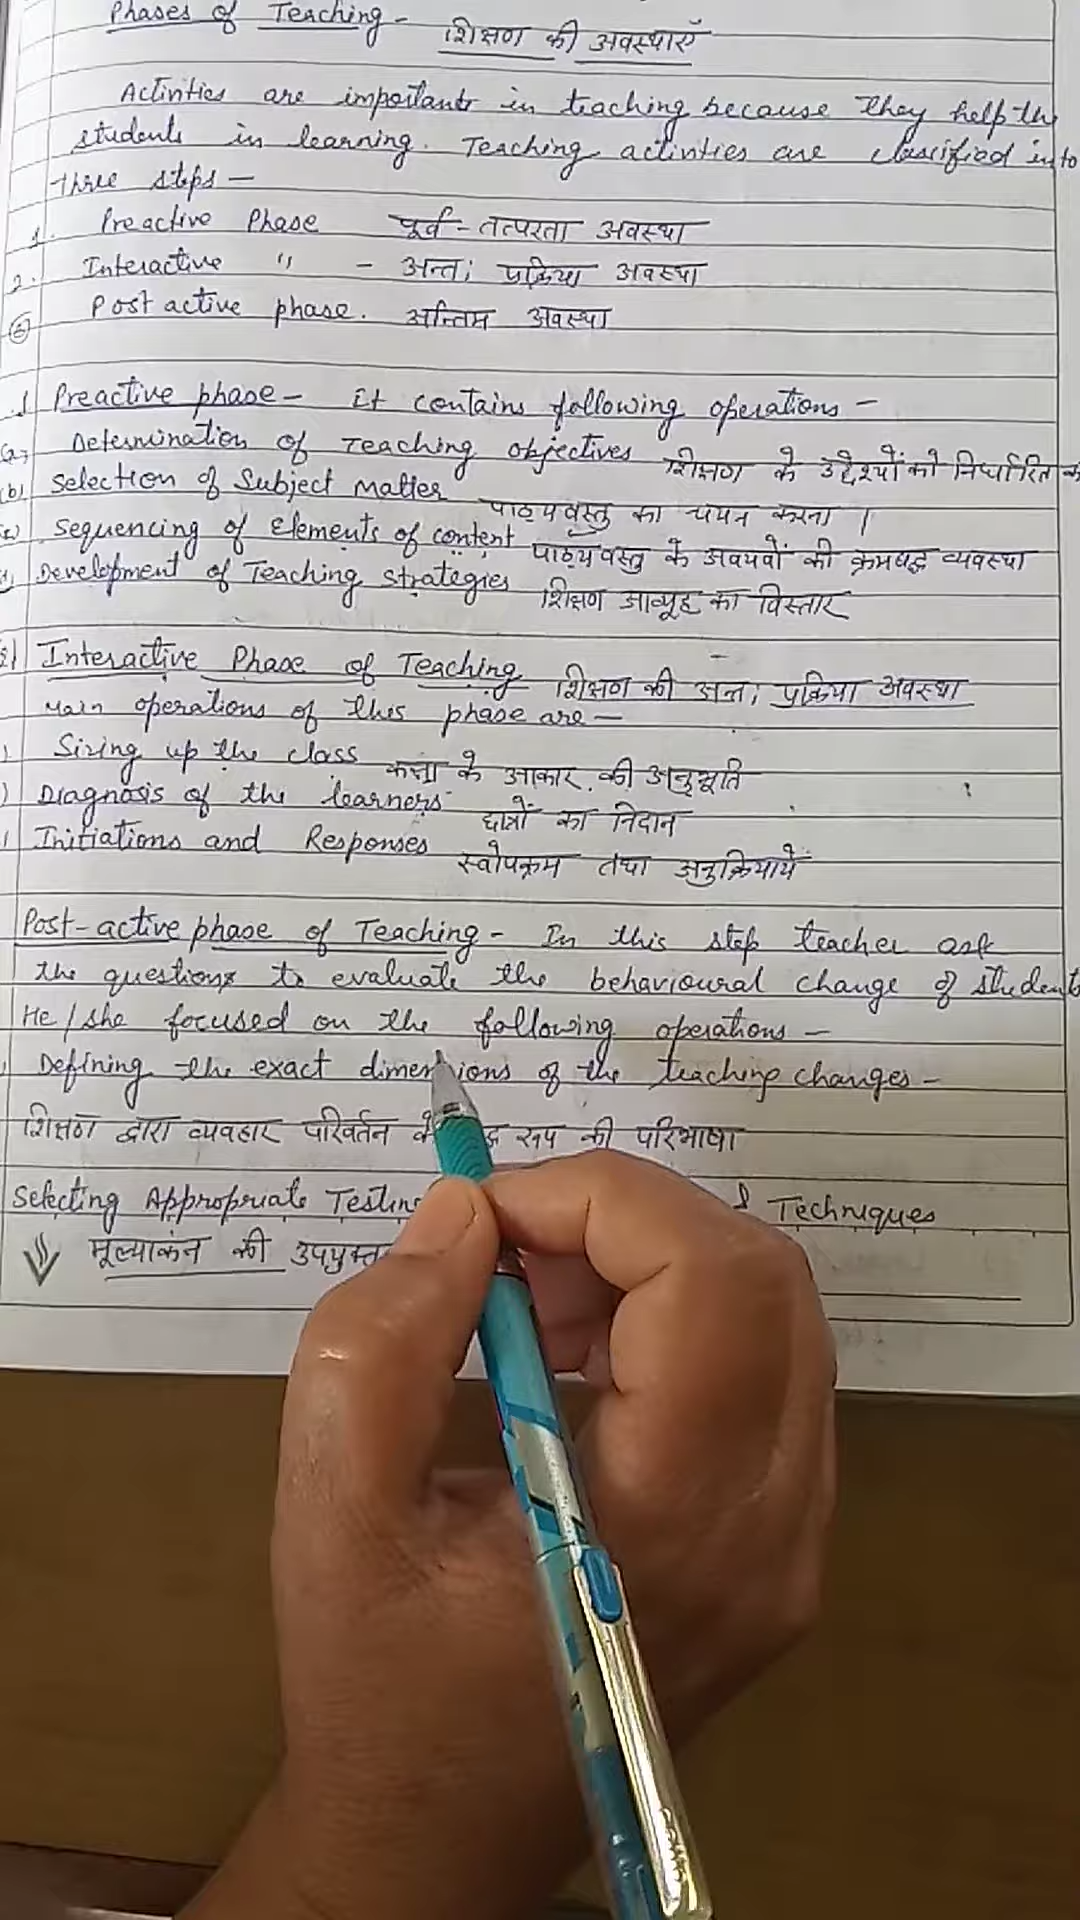 Phases of Teaching - शिक्षण की अवस्थाएँ
Activities are important in teaching because they help the
students in learning. Teaching activities are classified into
three steps -
1. Preactive Phase पूर्व - तत्परता अवस्था
2. Interactive " - अन्त: प्रक्रिया अवस्था
③ Post active phase. अन्तिम अवस्था
1 Preactive phase - It contains following operations -
(a) Determination of Teaching objectives शिक्षण के उद्देश्यों को निर्धारित
(b) Selection of Subject Matter पाठ्यवस्तु का चयन करना ।
Sequencing of Elements of content पाठ्यवस्तु के अवयवों की क्रमबद्ध व्यवस्था
Development of Teaching strategies शिक्षण आव्यूह का विस्तार
2) Interactive Phase of Teaching शिक्षण की अन्त: प्रक्रिया अवस्था
Main operations of this phase are -
Sizing up the class कक्षा के आकार की अनुभूति
Diagnosis of the learners छात्रों का निदान
Initiations and Responses स्वोपक्रम तथा अनुक्रियायें
Post-active phase of Teaching - In this step teacher ask
the questions to evaluate the behavioural change of students
He/she focused on the following operations -
Defining the exact dimensions of the teaching changes -
शिक्षण द्वारा व्यवहार परिवर्तन के रूप की परिभाषा
Selecting Appropriate Testing Techniques
मूल्याकंन की उपयुक्त